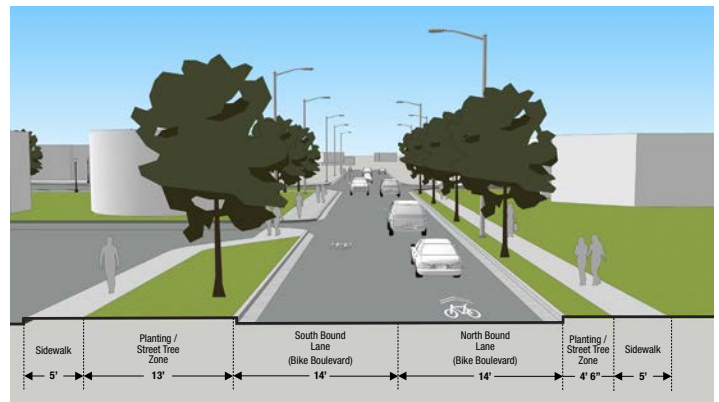 Sidewalk
5’
Planting /
Street Tree
Zone
13’
South Bound
Lane
(Bike Boulevard)
14’
North Bound
Lane
(Bike Boulevard)
14’
Planting /
Street Tree
Zone
4’ 6”
Sidewalk
5’